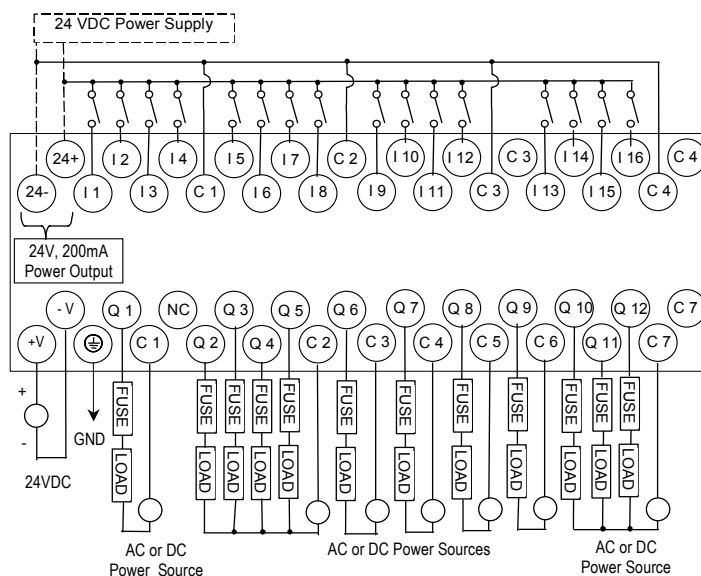 24 VDC Power Supply
24+
I 2
I 4
I 5
I 7
C 2
I 10
I 12
C 3
I 14
I 16
C 4
24-
I 1
I 3
C 1
I 6
I 8
I 9
I 11
C 3
I 13
I 15
C 4
24V, 200mA
Power Output
- V
Q 1
NC
Q 3
Q 5
Q 6
Q 7
Q 8
Q 9
Q 10
Q 12
C 7
+V
C 1
Q 2
Q 4
C 2
C 3
C 4
C 5
C 6
Q 11
C 7
+
-
24VDC
GND
FUSE
FUSE
FUSE
FUSE
FUSE
FUSE
FUSE
FUSE
FUSE
FUSE
FUSE
FUSE
LOAD
LOAD
LOAD
LOAD
LOAD
LOAD
LOAD
LOAD
LOAD
LOAD
LOAD
LOAD
AC or DC
Power Source
AC or DC Power Sources
AC or DC
Power Source